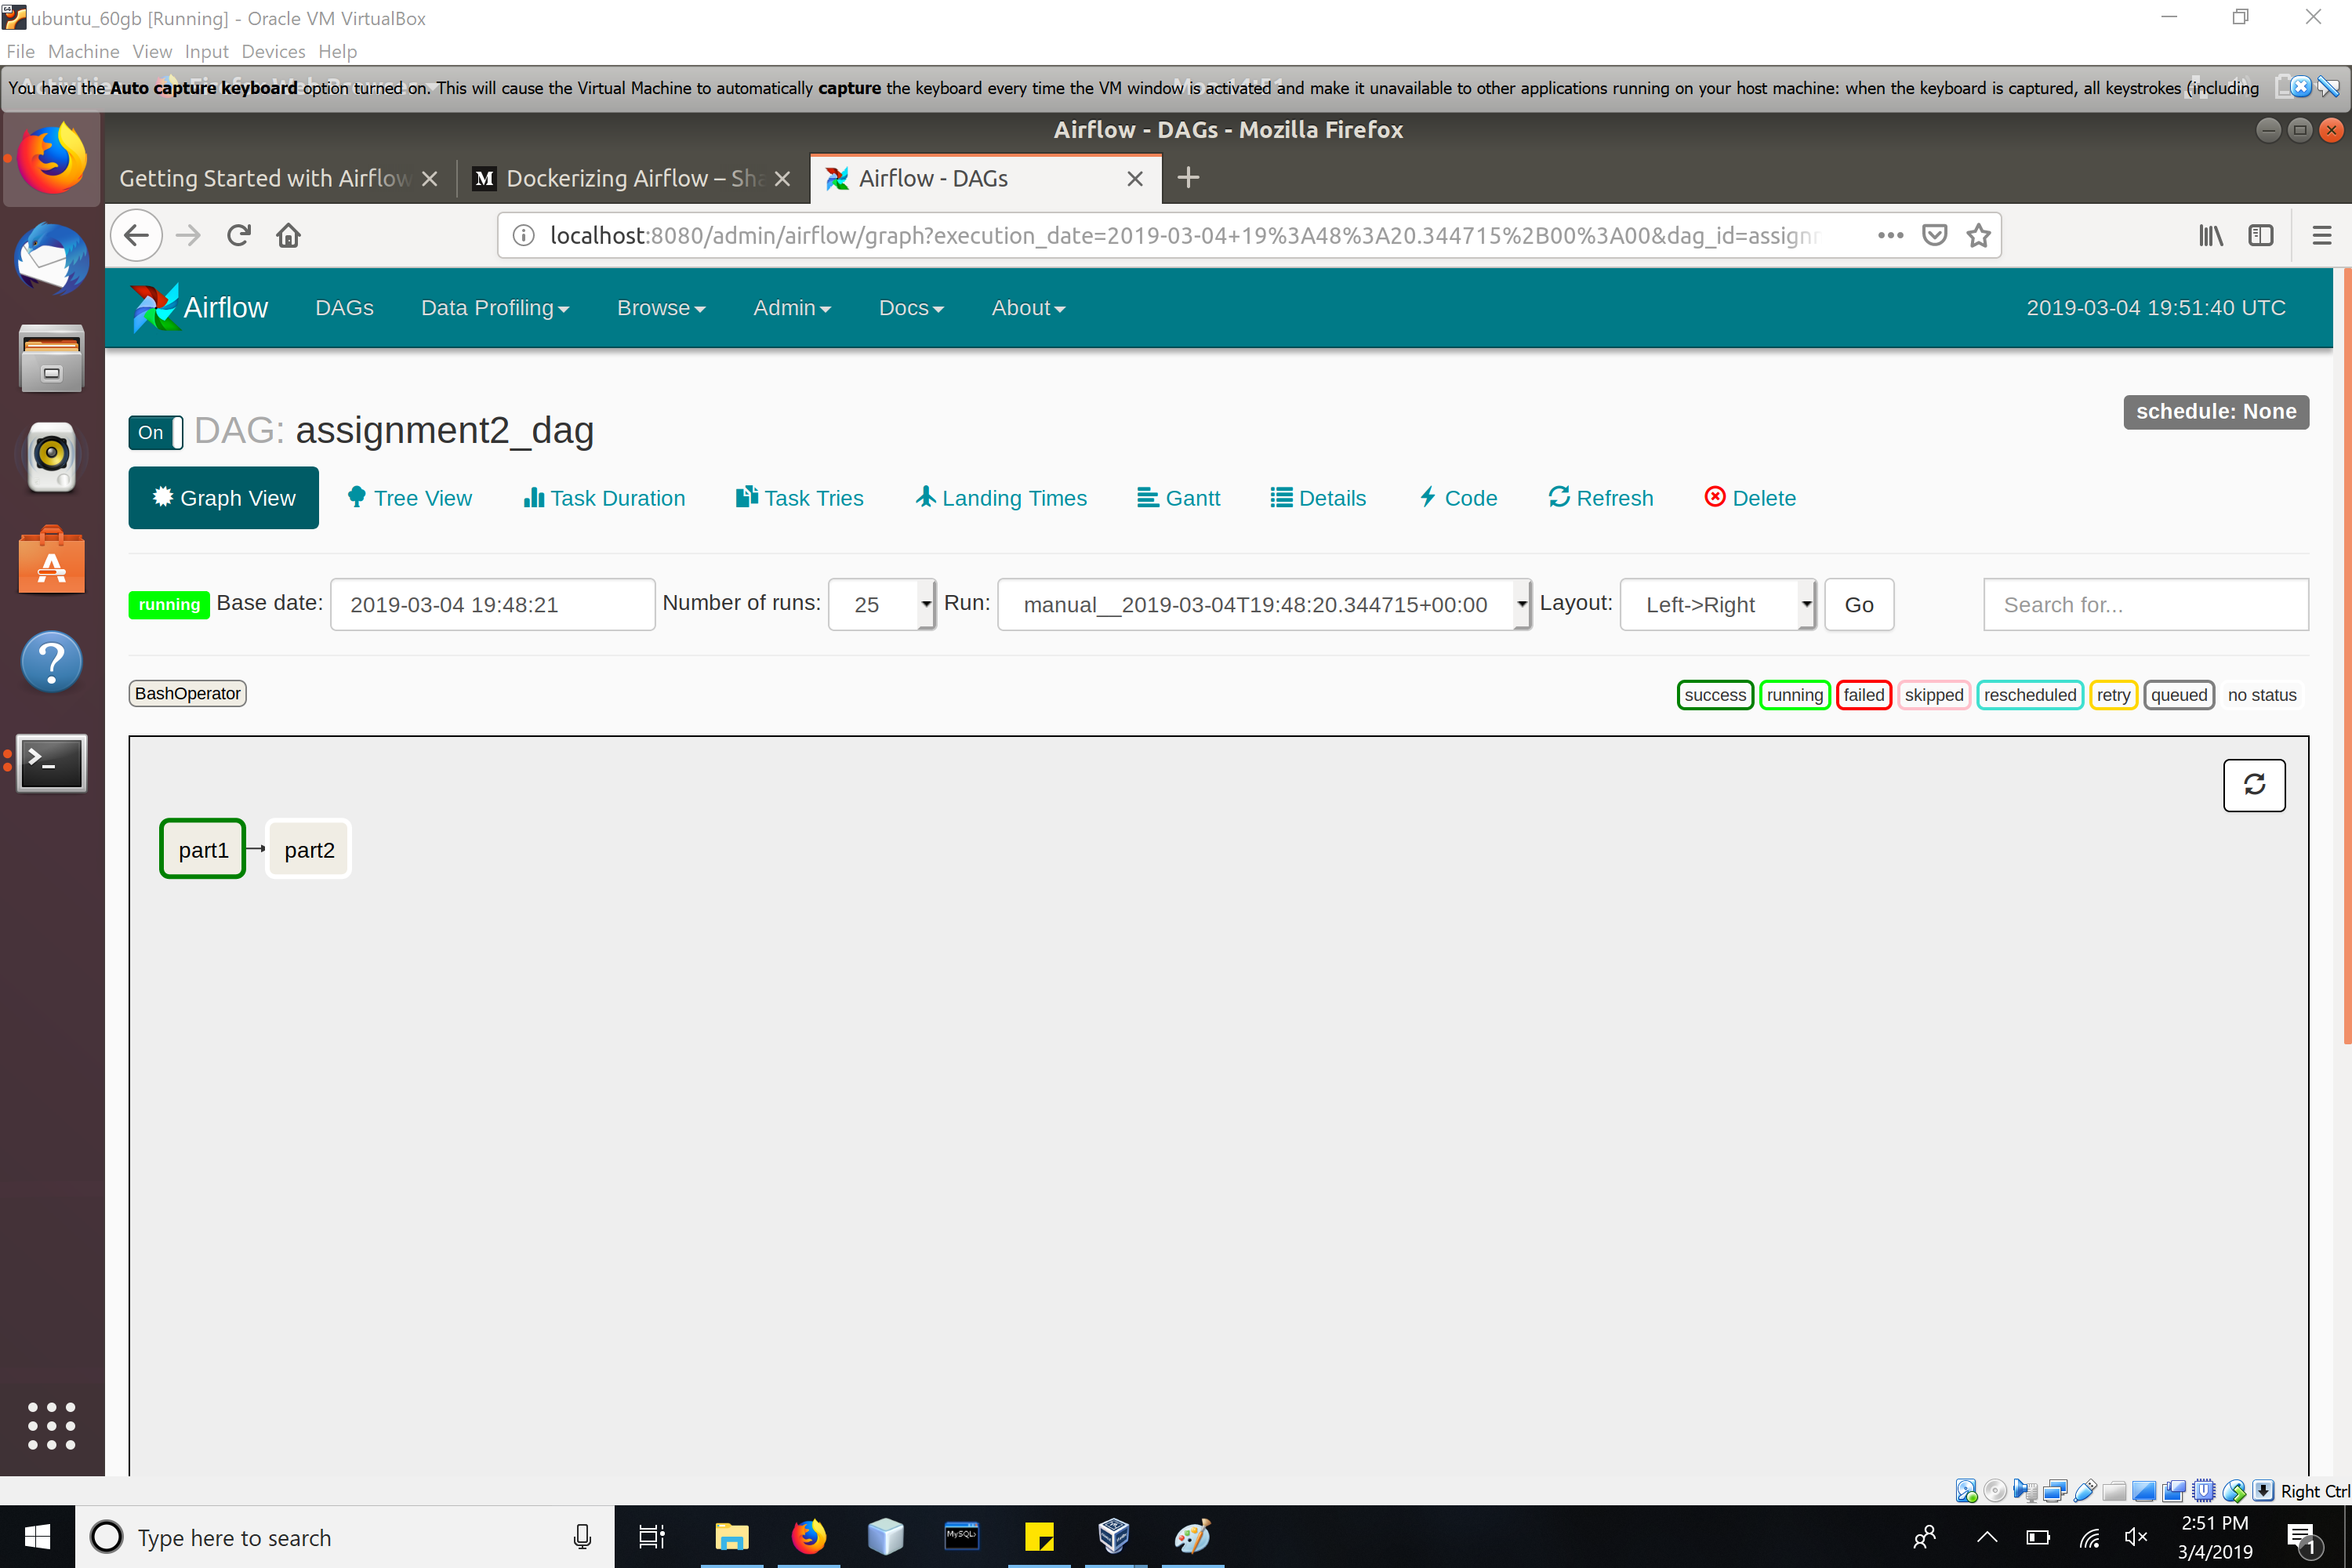 ubuntu_60gb [Running] - Oracle VM VirtualBox
File Machine View Input Devices Help
You have the Auto capture keyboard option turned on. This will cause the Virtual Machine to automatically capture the keyboard every time the VM window is activated and make it unavailable to other applications running on your host machine: when the keyboard is captured, all keystrokes (including
Airflow - DAGs - Mozilla Firefox
Getting Started with Airflow
M Dockerizing Airflow – Sha
Airflow - DAGs
localhost:8080/admin/airflow/graph?execution_date=2019-03-04+19%3A48%3A20.344715%2B00%3A00&dag_id=assignm
Airflow DAGs Data Profiling Browse Admin Docs About 2019-03-04 19:51:40 UTC
schedule: None
On DAG: assignment2_dag
Graph View Tree View Task Duration Task Tries Landing Times Gantt Details Code Refresh Delete
running Base date: 2019-03-04 19:48:21 Number of runs: 25 Run: manual__2019-03-04T19:48:20.344715+00:00 Layout: Left->Right Go Search for...
BashOperator success running failed skipped rescheduled retry queued no status
part1 part2
Right Ctrl
Type here to search
MySQL
2:51 PM
3/4/2019
1